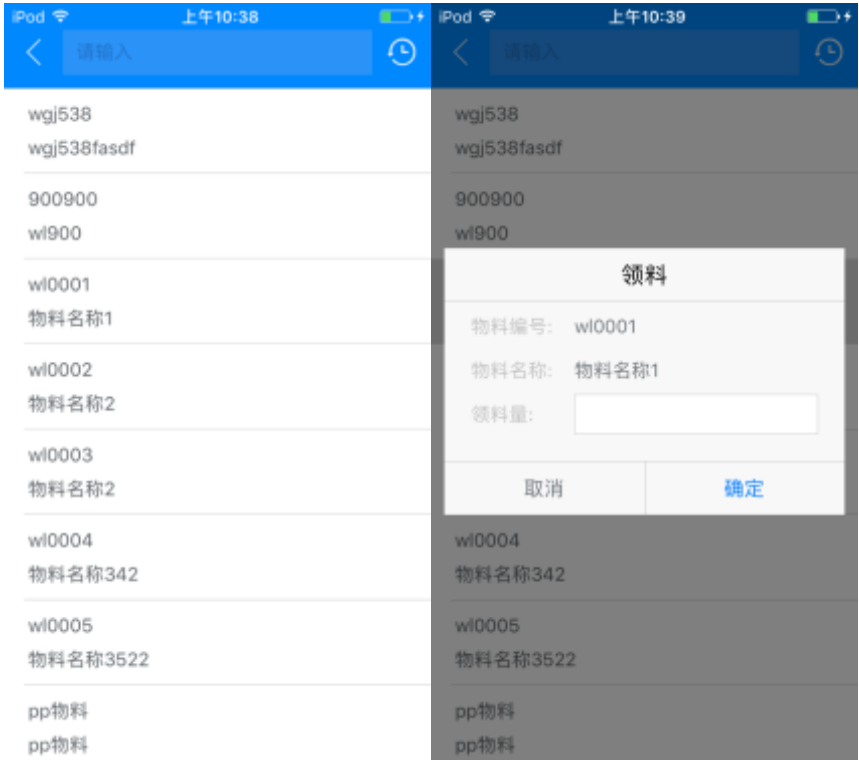 iPod 上午10:38
请输入
wgj538
wgj538fasdf
900900
wl900
wl0001
物料名称1
wl0002
物料名称2
wl0003
物料名称2
wl0004
物料名称342
wl0005
物料名称3522
pp物料
pp物料
iPod 上午10:39
请输入
wgj538
wgj538fasdf
900900
wl900
领料
物料编号: wl0001
物料名称: 物料名称1
领料量:
取消 确定
wl0004
物料名称342
wl0005
物料名称3522
pp物料
pp物料